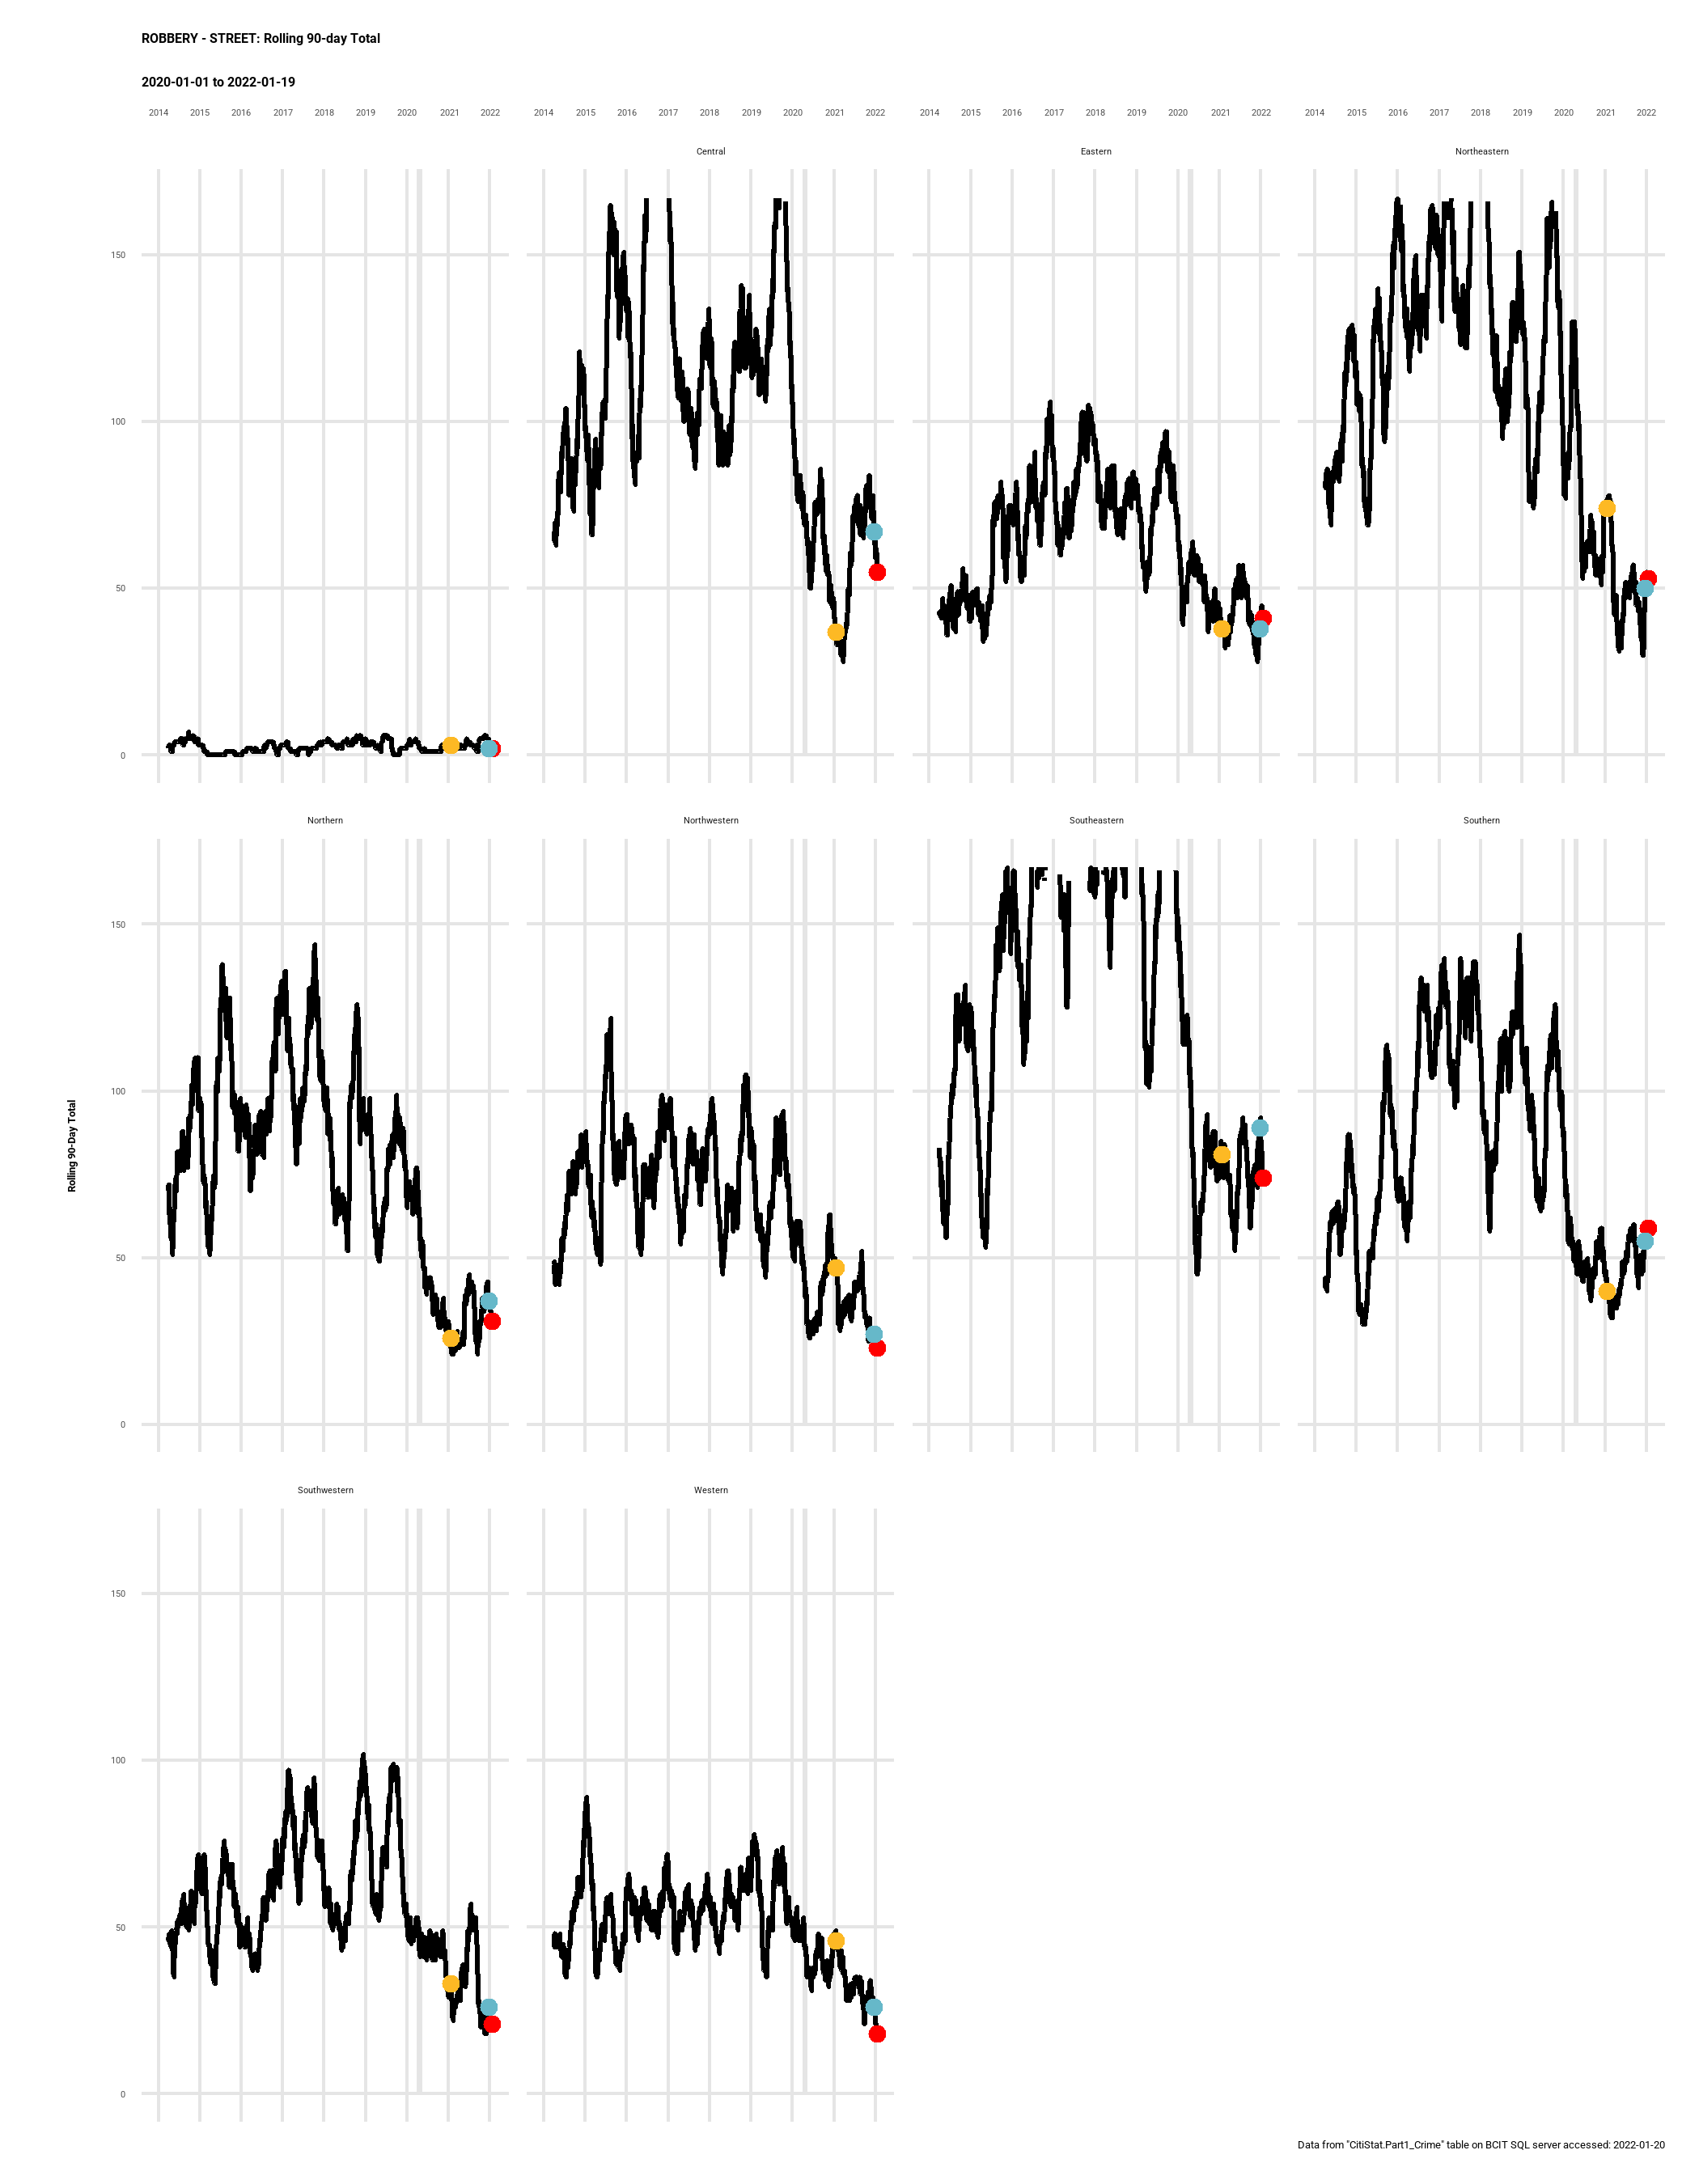 ROBBERY - STREET: Rolling 90-day Total
2020-01-01 to 2022-01-19
2014 2015 2016 2017 2018 2019 2020 2021 2022 2014 2015 2016 2017 2018 2019 2020 2021 2022 2014 2015 2016 2017 2018 2019 2020 2021 2022 2014 2015 2016 2017 2018 2019 2020 2021 2022
Central Eastern Northeastern
150
100
50
0
Northern Northwestern Southeastern Southern
150
100
50
0
Rolling 90-Day Total
Southwestern Western
150
100
50
0
Data from "CitiStat.Part1_Crime" table on BCIT SQL server accessed: 2022-01-20